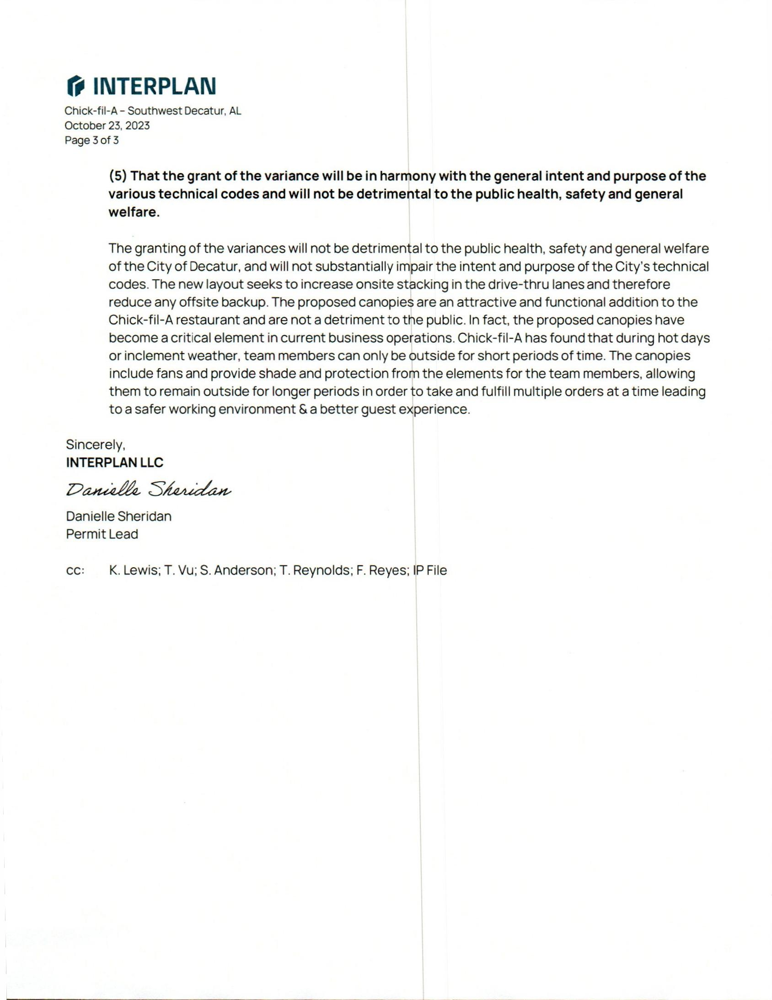 INTERPLAN
Chick-fil-A – Southwest Decatur, AL
October 23, 2023
Page 3 of 3
(5) That the grant of the variance will be in harmony with the general intent and purpose of the
various technical codes and will not be detrimental to the public health, safety and general
welfare.
The granting of the variances will not be detrimental to the public health, safety and general welfare
of the City of Decatur, and will not substantially impair the intent and purpose of the City's technical
codes. The new layout seeks to increase onsite stacking in the drive-thru lanes and therefore
reduce any offsite backup. The proposed canopies are an attractive and functional addition to the
Chick-fil-A restaurant and are not a detriment to the public. In fact, the proposed canopies have
become a critical element in current business operations. Chick-fil-A has found that during hot days
or inclement weather, team members can only be outside for short periods of time. The canopies
include fans and provide shade and protection from the elements for the team members, allowing
them to remain outside for longer periods in order to take and fulfill multiple orders at a time leading
to a safer working environment & a better guest experience.
Sincerely,
INTERPLAN LLC
Danielle Sheridan
Danielle Sheridan
Permit Lead
cc: K. Lewis; T. Vu; S. Anderson; T. Reynolds; F. Reyes; IP File